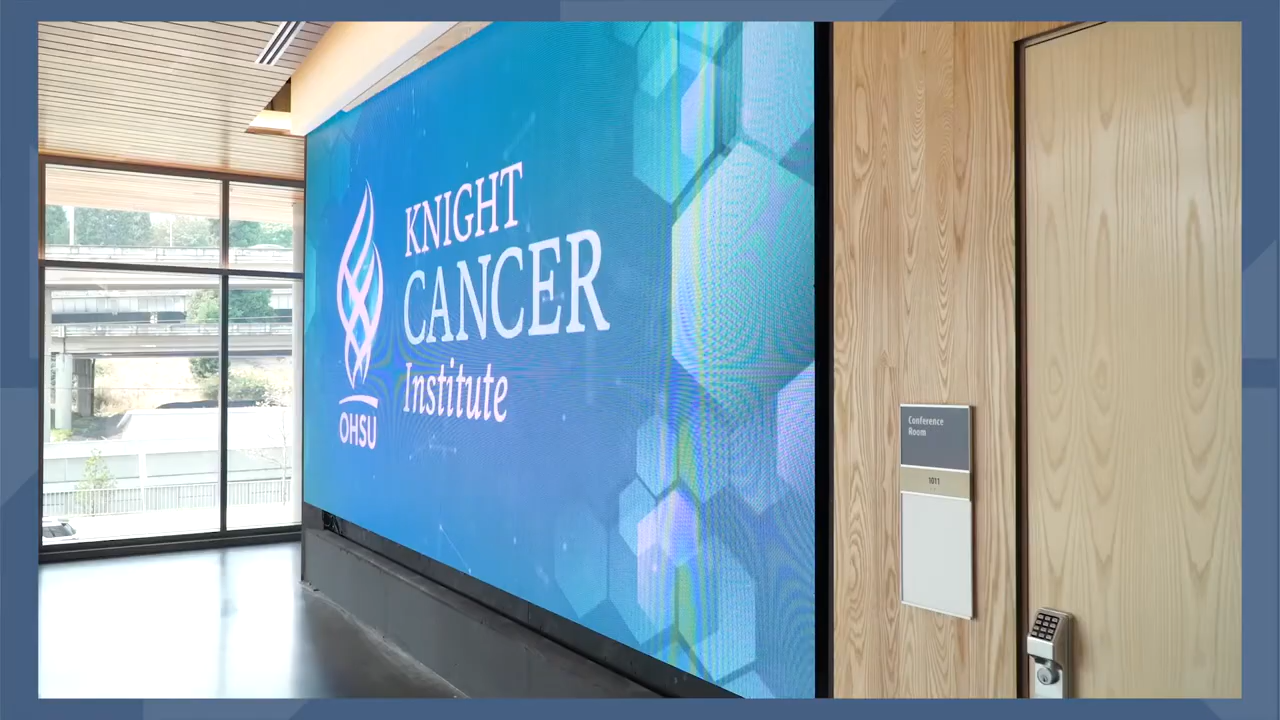 KNIGHT
CANCER
Institute
OHSU
Conference
Room
1011